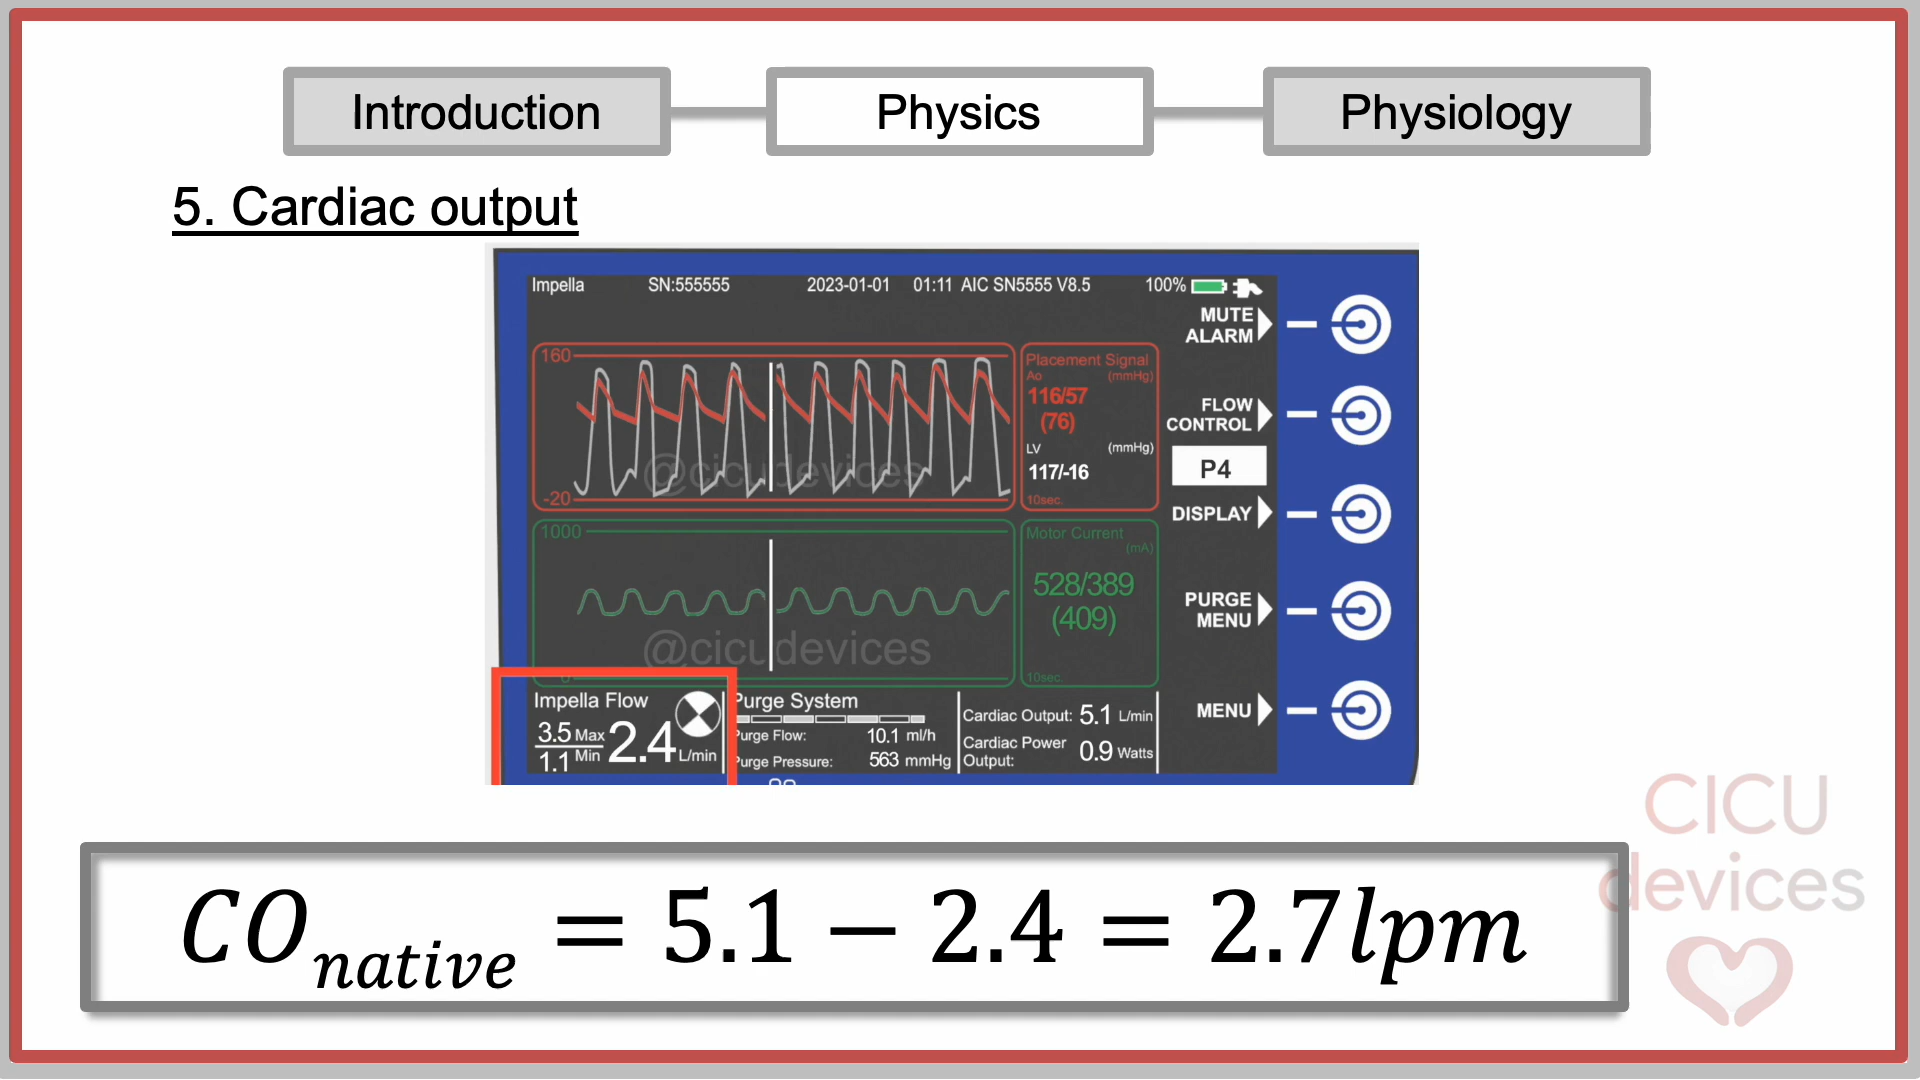 Introduction
Physics
Physiology
5. Cardiac output
Impella SN:555555 2023-01-01 01:11 AIC SN5555 V8.5 100%
MUTE
ALARM
160
-20
Placement Signal
Ao (mmHg)
116/57
(76)
LV (mmHg)
117/-16
10sec.
FLOW
CONTROL
P4
DISPLAY
@cicudevices
1000
0
Motor Current
(mA)
528/389
(409)
10sec.
PURGE
MENU
@cicudevices
Impella Flow
3.5 Max
1.1 Min
2.4 L/min
Purge System
Purge Flow: 10.1 ml/h
Purge Pressure: 563 mmHg
Cardiac Output: 5.1 L/min
Cardiac Power
Output: 0.9 Watts
MENU
CO native = 5.1 − 2.4 = 2.7lpm
CICU
devices